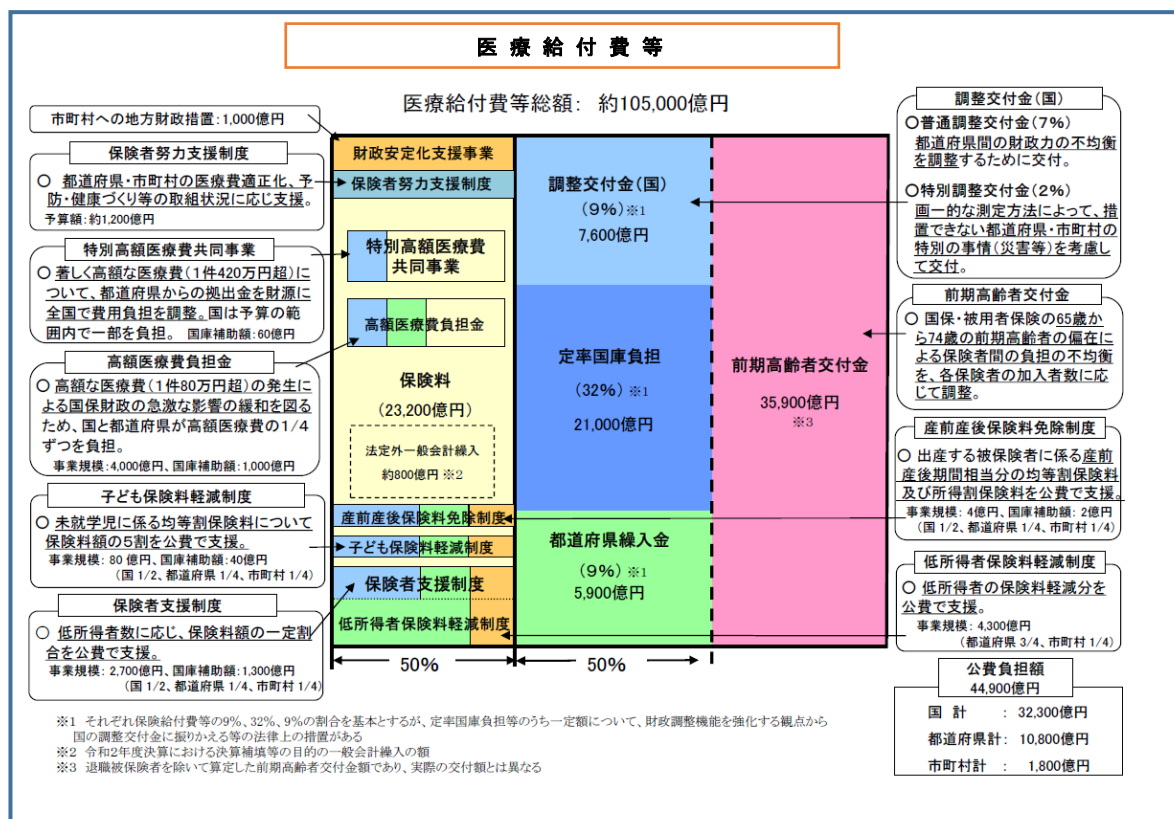 医療給付費等
医療給付費等総額： 約105,000億円
市町村への地方財政措置：1,000億円
保険者努力支援制度
○ 都道府県・市町村の医療費適正化、予
防・健康づくり等の取組状況に応じ支援。
予算額：約1,200億円
特別高額医療費共同事業
○ 著しく高額な医療費（1件420万円超）に
ついて、都道府県からの拠出金を財源に
全国で費用負担を調整。国は予算の範
囲内で一部を負担。 国庫補助額：60億円
高額医療費負担金
○ 高額な医療費（1件80万円超）の発生に
よる国保財政の急激な影響の緩和を図る
ため、国と都道府県が高額医療費の1/4
ずつを負担。
事業規模：4,000億円、国庫補助額：1,000億円
子ども保険料軽減制度
○ 未就学児に係る均等割保険料について
保険料額の5割を公費で支援。
事業規模： 80 億円、国庫補助額：40億円
（国 1/2、都道府県 1/4、市町村 1/4）
保険者支援制度
○ 低所得者数に応じ、保険料額の一定割
合を公費で支援。
事業規模：2,700億円、国庫補助額：1,300億円
（国 1/2、都道府県 1/4、市町村 1/4）
財政安定化支援事業
保険者努力支援制度
特別高額医療費
共同事業
高額医療費負担金
保険料
（23,200億円）
法定外一般会計繰入
約800億円 ※2
産前産後保険料免除制度
子ども保険料軽減制度
保険者支援制度
低所得者保険料軽減制度
50%
調整交付金（国）
（9%） ※1
7,600億円
定率国庫負担
（32%） ※1
21,000億円
都道府県繰入金
（9%） ※1
5,900億円
50%
前期高齢者交付金
35,900億円
※3
調整交付金（国）
○普通調整交付金（7%）
都道府県間の財政力の不均衡
を調整するために交付。
○特別調整交付金（2%）
画一的な測定方法によって、措置
できない都道府県・市町村の
特別の事情（災害等）を考慮し
て交付。
前期高齢者交付金
○ 国保・被用者保険の65歳か
ら74歳の前期高齢者の偏在に
よる保険者間の負担の不均衡
を、各保険者の加入者数に応
じて調整。
産前産後保険料免除制度
○ 出産する被保険者に係る産前
産後期間相当分の均等割保険料
及び所得割保険料を公費で支援。
事業規模： 4億円、国庫補助額： 2億円
（国 1/2、都道府県 1/4、市町村 1/4）
低所得者保険料軽減制度
○ 低所得者の保険料軽減分を
公費で支援。
事業規模： 4,300億円
（都道府県 3/4、市町村 1/4）
公費負担額
44,900億円
国 計 ： 32,300億円
都道府県計： 10,800億円
市町村計 ： 1,800億円
※1 それぞれ保険給付費等の9％、32％、9％の割合を基本とするが、定率国庫負担等のうち一定額について、財政調整機能を強化する観点から
国の調整交付金に振りかえる等の法律上の措置がある
※2 令和2年度決算における決算補填等の目的の一般会計繰入の額
※3 退職被保険者を除いて算定した前期高齢者交付金額であり、実際の交付額とは異なる